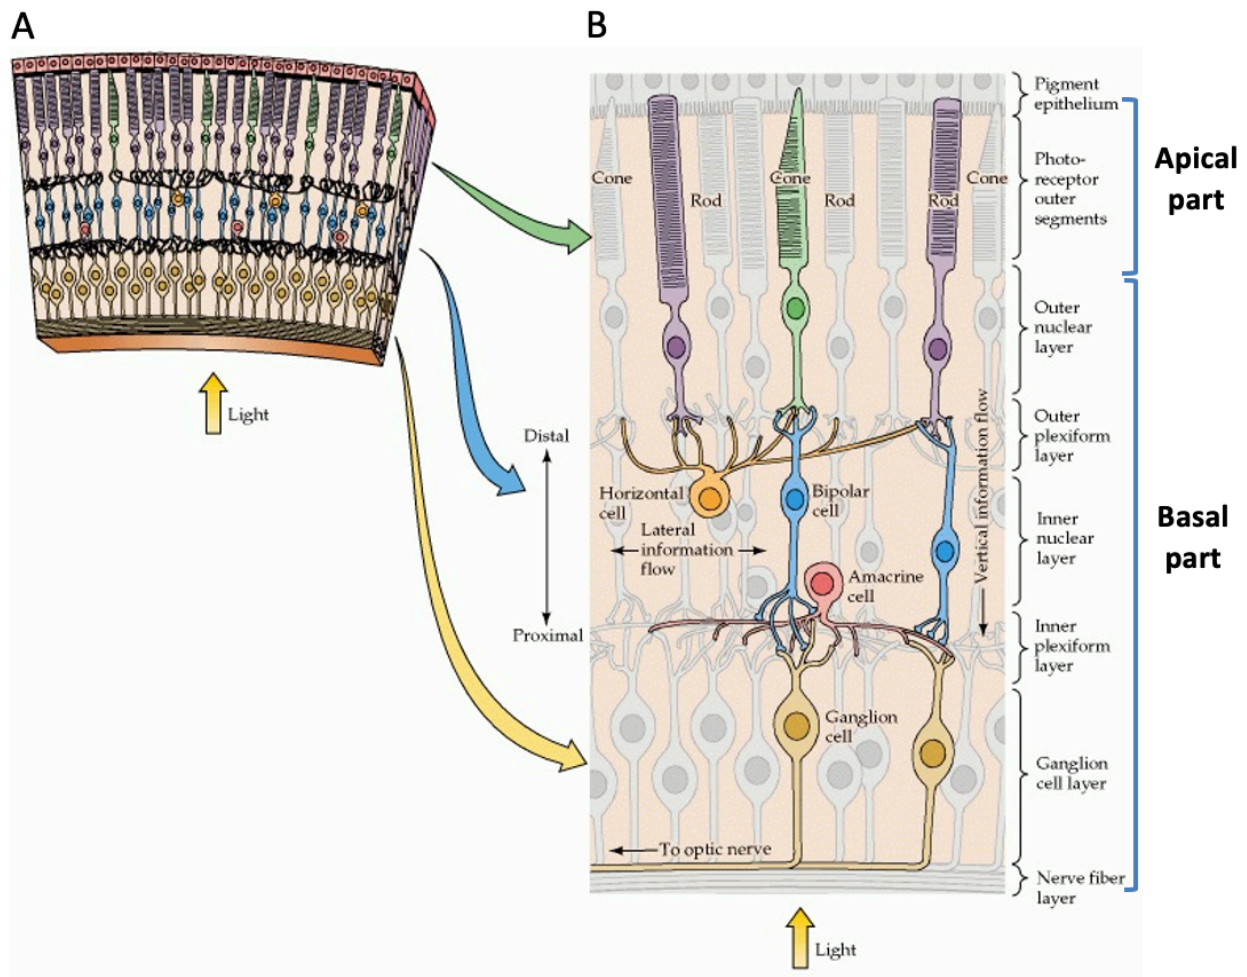 A
B
Light
Distal
Proximal
Cone
Rod
Cone
Rod
Rod
Cone
Horizontal
cell
Bipolar
cell
Lateral
information
flow
Amacrine
cell
Vertical information flow
Ganglion
cell
To optic nerve
Light
Pigment
epithelium
Photo-
receptor
outer
segments
Outer
nuclear
layer
Outer
plexiform
layer
Inner
nuclear
layer
Inner
plexiform
layer
Ganglion
cell layer
Nerve fiber
layer
Apical
part
Basal
part